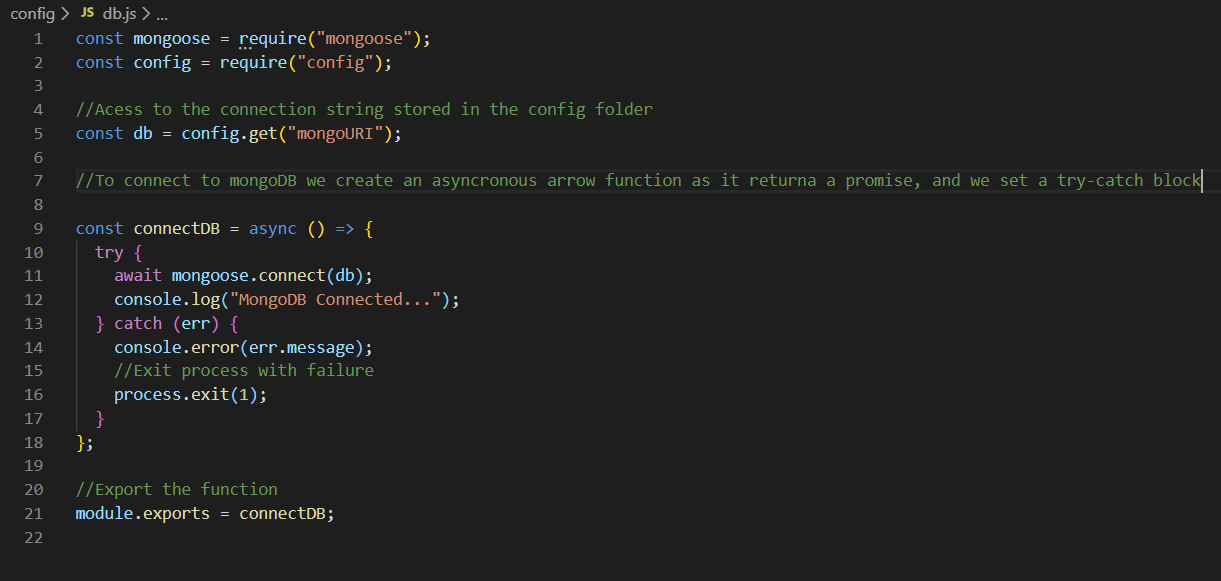 config > JS db.js > ...
1 const mongoose = require("mongoose");
2 const config = require("config");
3
4 //Acess to the connection string stored in the config folder
5 const db = config.get("mongoURI");
6
7 //To connect to mongoDB we create an asyncronous arrow function as it returna a promise, and we set a try-catch block
8
9 const connectDB = async () => {
10   try {
11     await mongoose.connect(db);
12     console.log("MongoDB Connected...");
13   } catch (err) {
14     console.error(err.message);
15     //Exit process with failure
16     process.exit(1);
17   }
18 };
19
20 //Export the function
21 module.exports = connectDB;
22